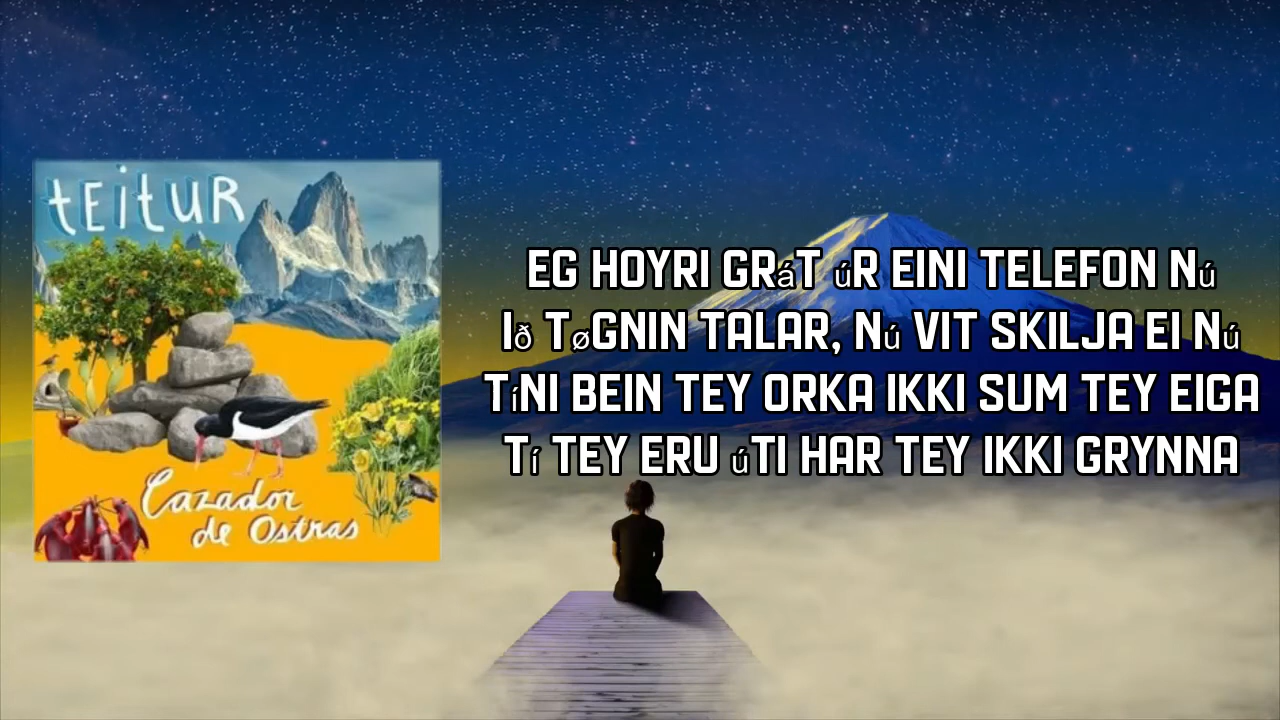 teitur
Cazador
de Ostras
EG HOYRI GRáT úR EINI TELEFON Nú
Ið TøGNIN TALAR, Nú VIT SKILJA EI Nú
TíNI BEIN TEY ORKA IKKI SUM TEY EIGA
Tí TEY ERU úTI HAR TEY IKKI GRYNNA